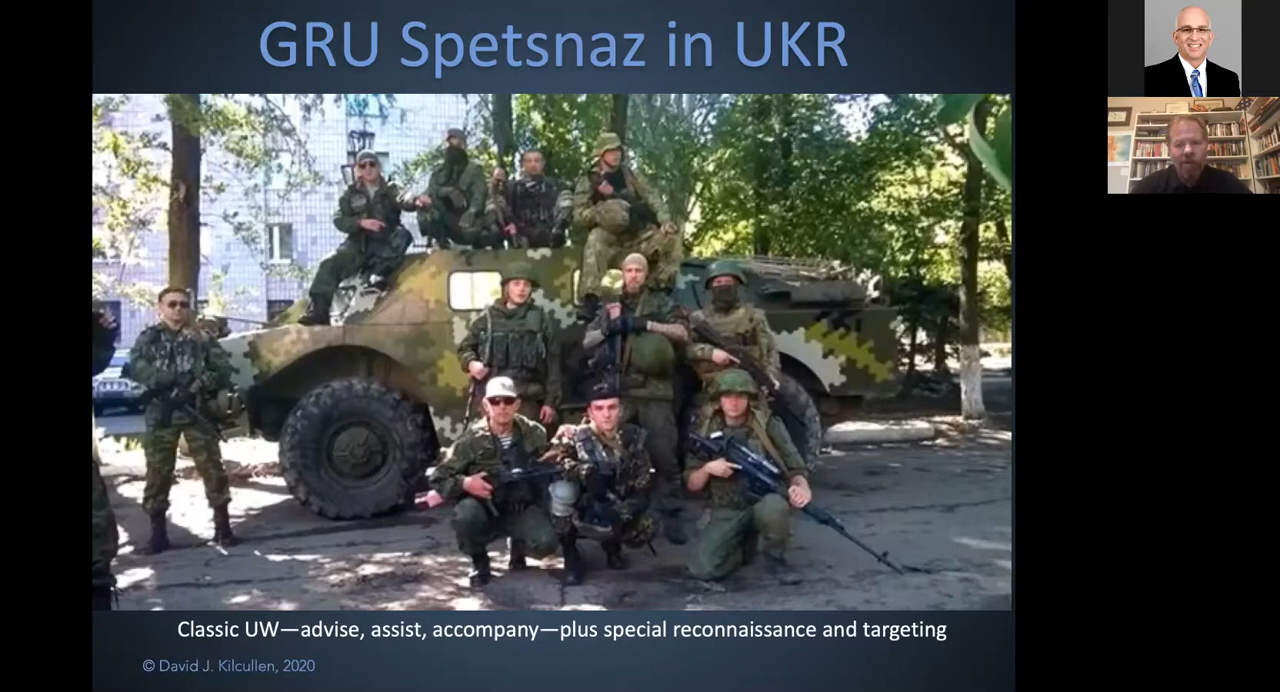 GRU Spetsnaz in UKR
Classic UW—advise, assist, accompany—plus special reconnaissance and targeting
© David J. Kilcullen, 2020